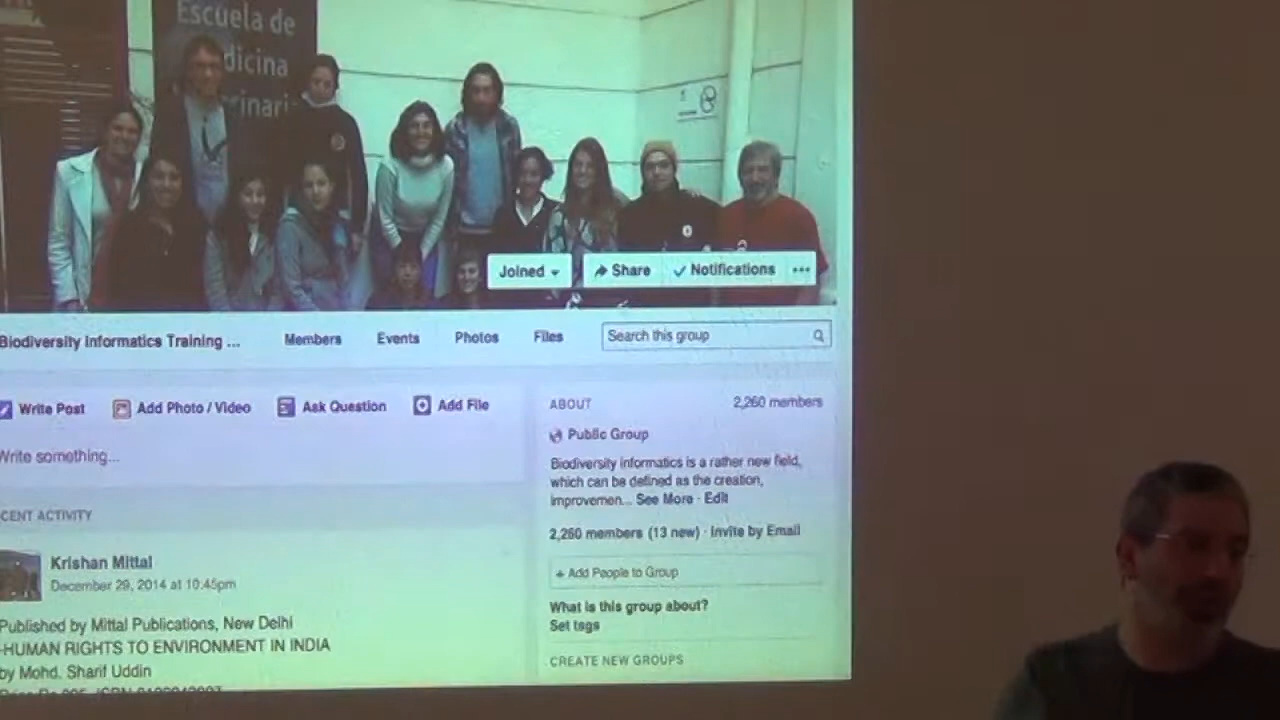 Escuela de
dicina
rinari
Joined
Share
Notifications
Biodiversity Informatics Training ...
Members
Events
Photos
Files
Search this group
Write Post
Add Photo / Video
Ask Question
Add File
Write something...
ABOUT
2,260 members
Public Group
Biodiversity informatics is a rather new field,
which can be defined as the creation,
improvemen... See More · Edit
2,260 members (13 new) · Invite by Email
+ Add People to Group
What is this group about?
Set tags
CREATE NEW GROUPS
CENT ACTIVITY
Krishan Mittal
December 29, 2014 at 10:45pm
Published by Mittal Publications, New Delhi
-HUMAN RIGHTS TO ENVIRONMENT IN INDIA
by Mohd. Sharif Uddin